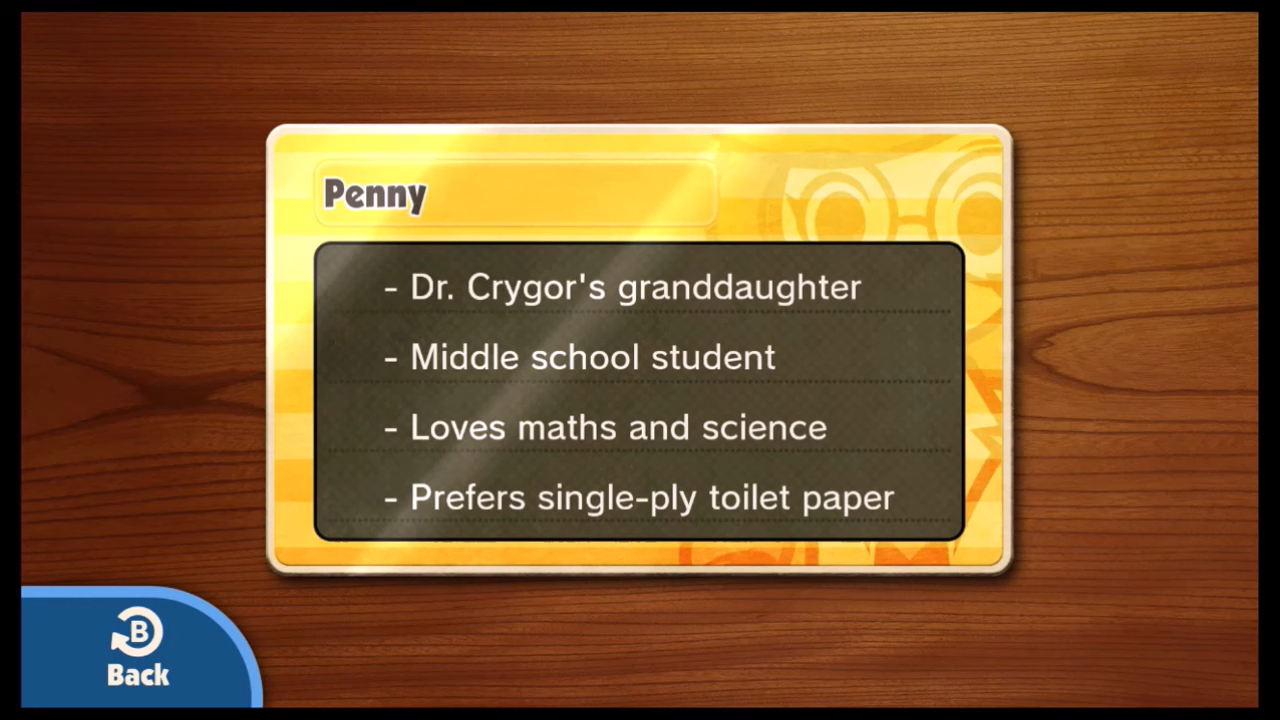 Penny
- Dr. Crygor's granddaughter
- Middle school student
- Loves maths and science
- Prefers single-ply toilet paper
B
Back